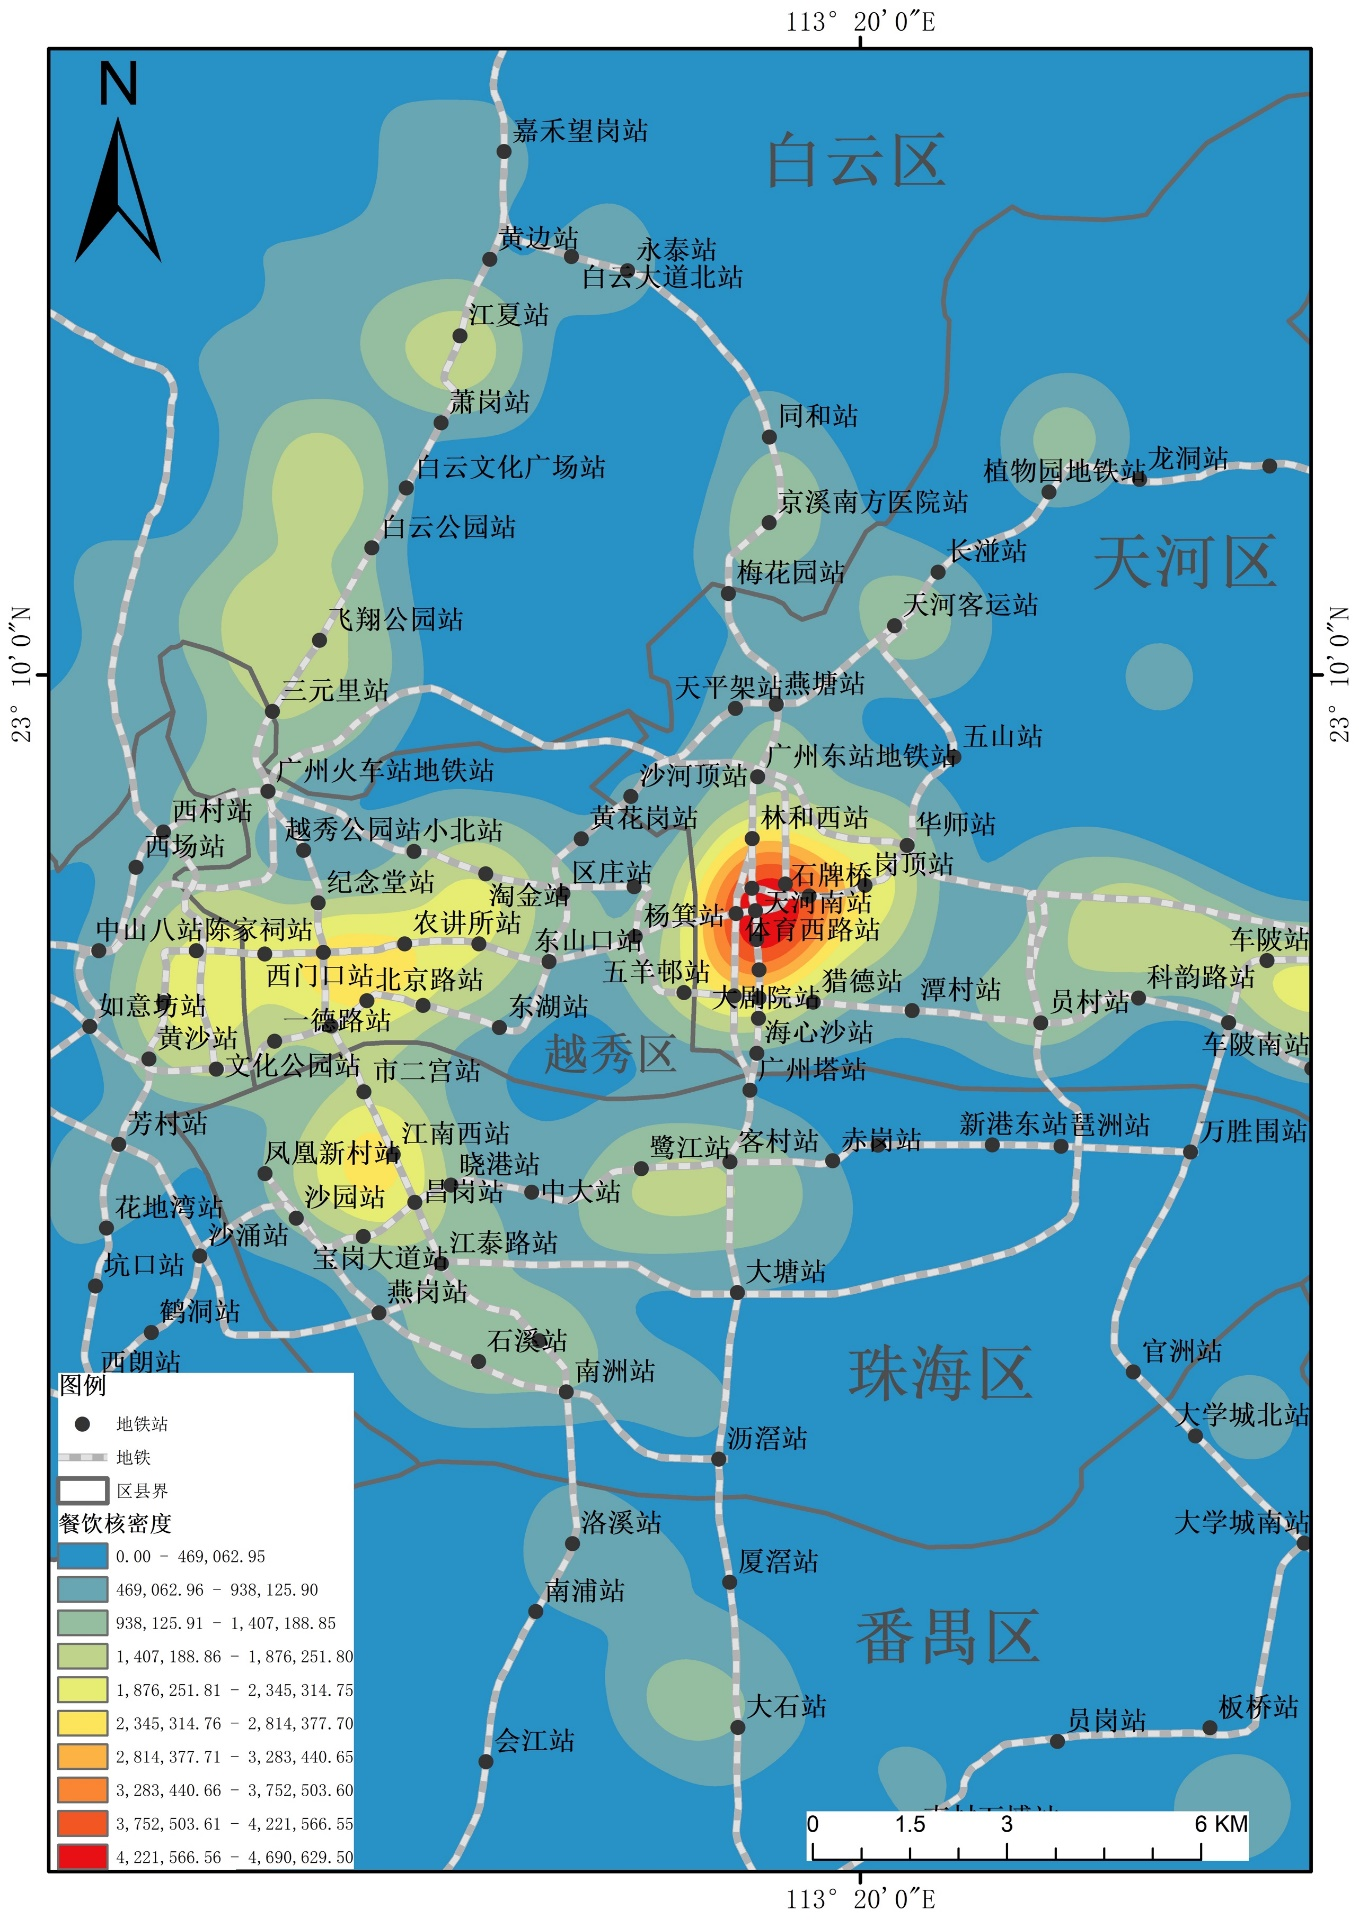 113° 20′0″E
N
嘉禾望岗站
白云区
黄边站
永泰站
白云大道北站
江夏站
萧岗站
同和站
白云文化广场站
植物园地铁站
龙洞站
京溪南方医院站
白云公园站
长湴站
天河区
梅花园站
飞翔公园站
天河客运站
23° 10′0″N
23° 10′0″N
三元里站
天平架站
燕塘站
五山站
广州火车站地铁站
沙河顶站
广州东站地铁站
西村站
越秀公园站
小北站
黄花岗站
林和西站
华师站
西场站
纪念堂站
淘金站
区庄站
石牌桥
岗顶站
天河南站
中山八站
陈家祠站
农讲所站
杨箕站
体育西路站
东山口站
车陂站
西门口站
北京路站
五羊邨站
猎德站
科韵路站
如意坊站
一德路站
东湖站
大剧院站
潭村站
员村站
黄沙站
海心沙站
越秀区
车陂南站
文化公园站
市二宫站
广州塔站
芳村站
江南西站
鹭江站
客村站
赤岗站
新港东站
琶洲站
万胜围站
凤凰新村站
晓港站
沙园站
昌岗站
中大站
花地湾站
沙涌站
宝岗大道站
江泰路站
坑口站
大塘站
燕岗站
鹤洞站
石溪站
西朗站
南洲站
珠海区
官洲站
图例
地铁站
大学城北站
沥滘站
地铁
区县界
餐饮核密度
洛溪站
大学城南站
0.00 - 469,062.95
厦滘站
469,062.96 - 938,125.90
南浦站
938,125.91 - 1,407,188.85
番禺区
1,407,188.86 - 1,876,251.80
1,876,251.81 - 2,345,314.75
大石站
板桥站
2,345,314.76 - 2,814,377.70
员岗站
会江站
2,814,377.71 - 3,283,440.65
3,283,440.66 - 3,752,503.60
3,752,503.61 - 4,221,566.55
0 1.5 3 6 KM
4,221,566.56 - 4,690,629.50
113° 20′0″E